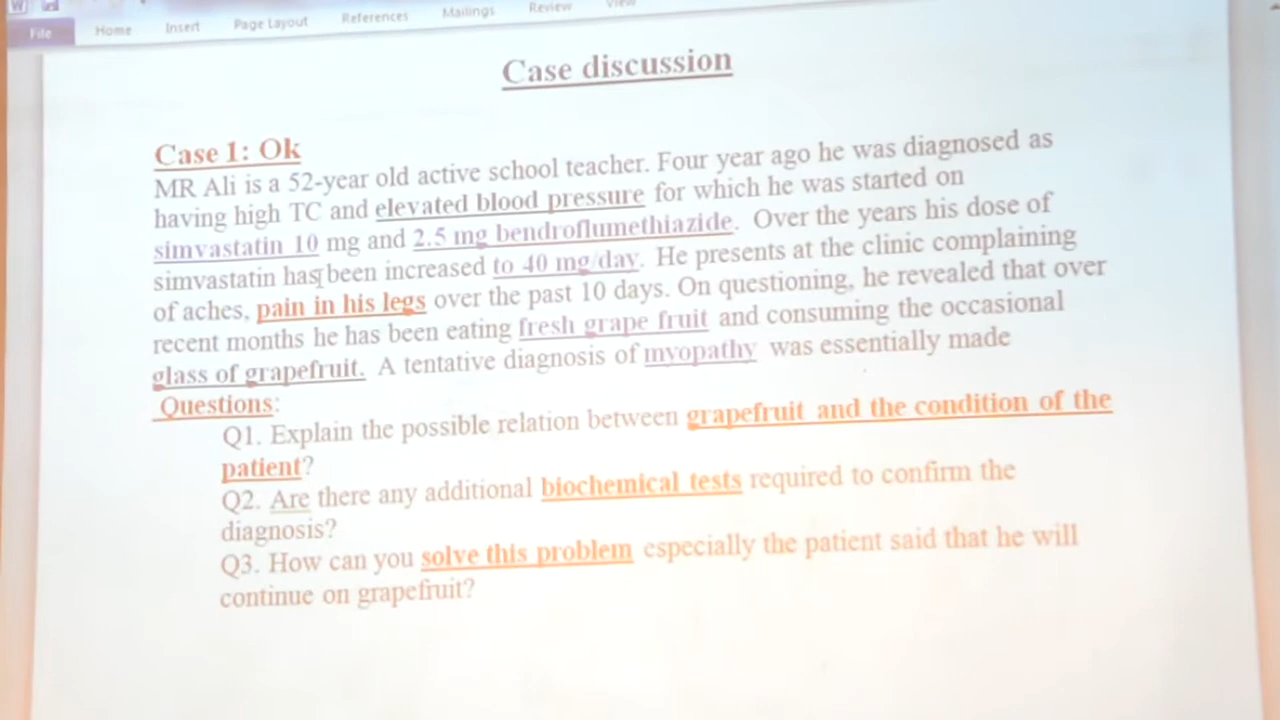 File Home Insert Page Layout References Mailings Review View
Case discussion
Case 1: Ok
MR Ali is a 52-year old active school teacher. Four year ago he was diagnosed as
having high TC and elevated blood pressure for which he was started on
simvastatin 10 mg and 2.5 mg bendroflumethiazide. Over the years his dose of
simvastatin has been increased to 40 mg/day. He presents at the clinic complaining
of aches, pain in his legs over the past 10 days. On questioning, he revealed that over
recent months he has been eating fresh grape fruit and consuming the occasional
glass of grapefruit. A tentative diagnosis of myopathy was essentially made
Questions:
Q1. Explain the possible relation between grapefruit and the condition of the
patient?
Q2. Are there any additional biochemical tests required to confirm the
diagnosis?
Q3. How can you solve this problem especially the patient said that he will
continue on grapefruit?